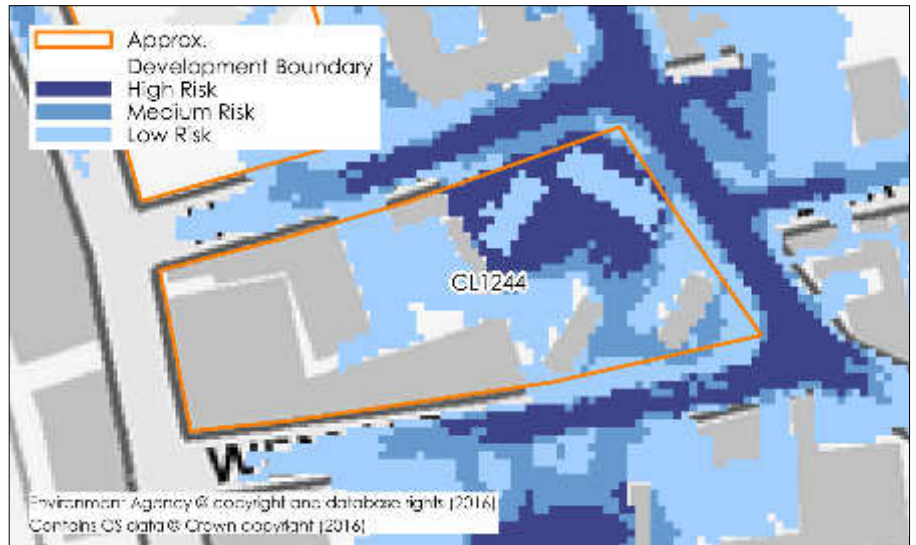 Approx.
Development Boundary
High Risk
Medium Risk
Low Risk
GL1244
Environment Agency © copyright and database rights (2016)
Contains OS data © Crown copyright (2016)